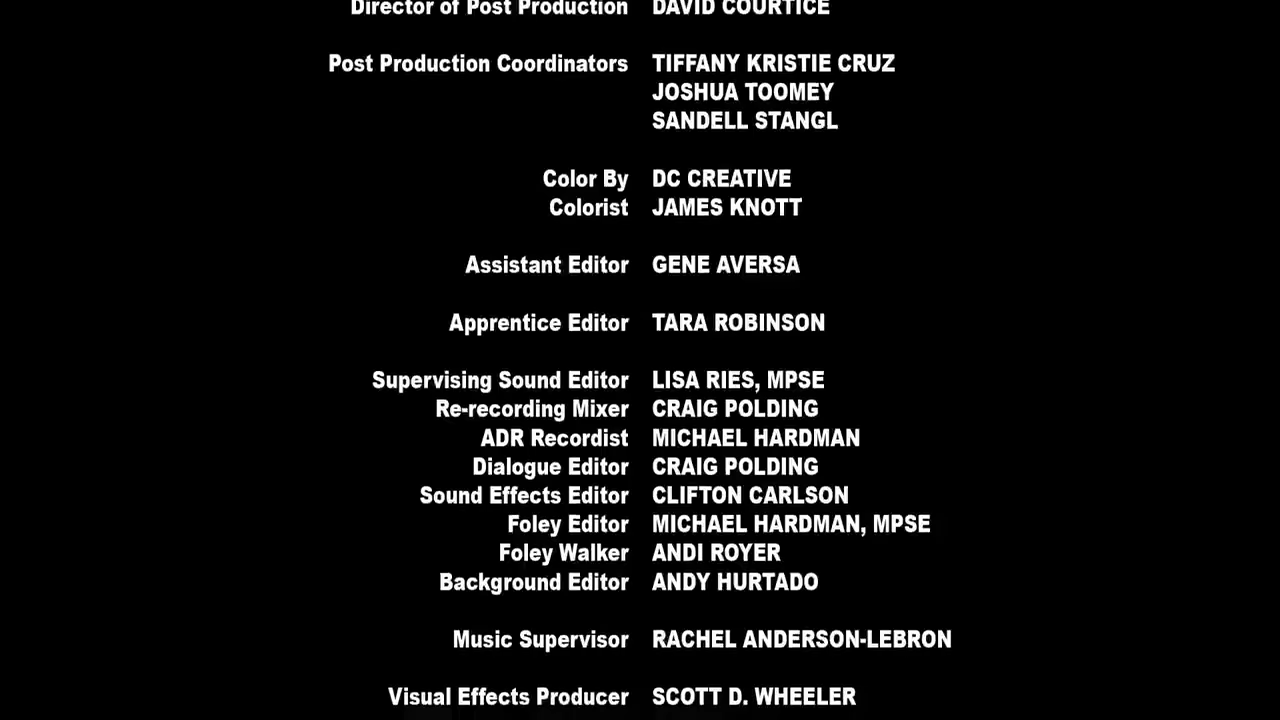 Director of Post Production DAVID COURTICE
Post Production Coordinators TIFFANY KRISTIE CRUZ
JOSHUA TOOMEY
SANDELL STANGL
Color By DC CREATIVE
Colorist JAMES KNOTT
Assistant Editor GENE AVERSA
Apprentice Editor TARA ROBINSON
Supervising Sound Editor LISA RIES, MPSE
Re-recording Mixer CRAIG POLDING
ADR Recordist MICHAEL HARDMAN
Dialogue Editor CRAIG POLDING
Sound Effects Editor CLIFTON CARLSON
Foley Editor MICHAEL HARDMAN, MPSE
Foley Walker ANDI ROYER
Background Editor ANDY HURTADO
Music Supervisor RACHEL ANDERSON-LEBRON
Visual Effects Producer SCOTT D. WHEELER